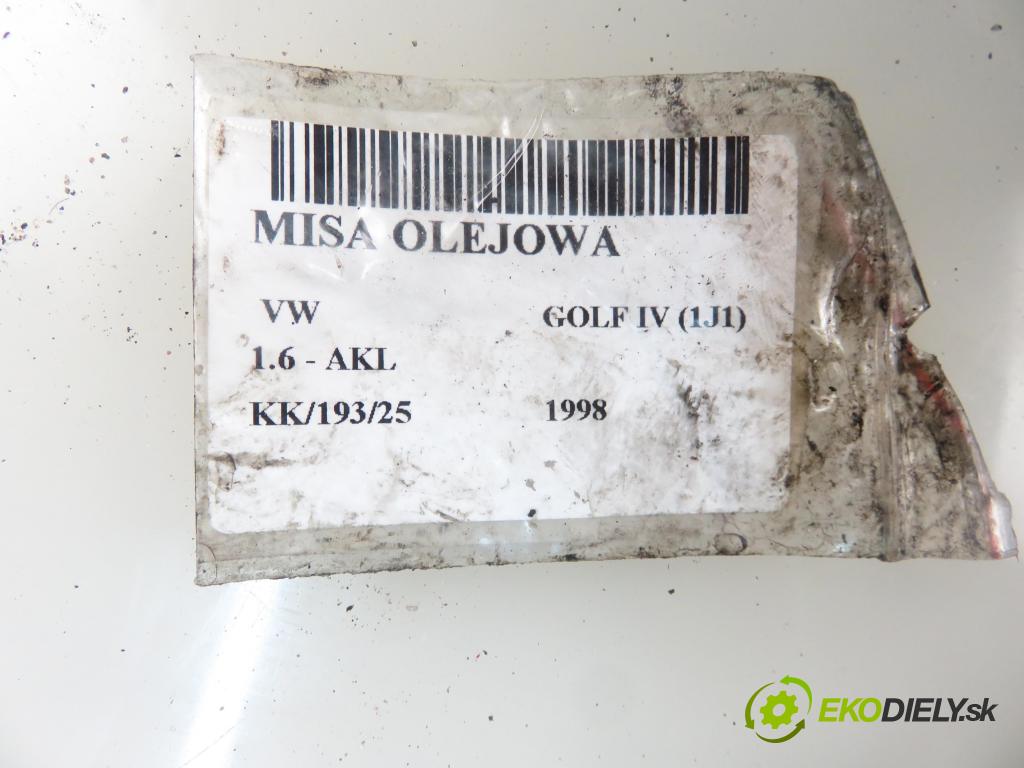 MISA OLEJOWA
VW GOLF IV (1J1)
1.6 - AKL
KK/193/25 1998
EKODIELY.sk